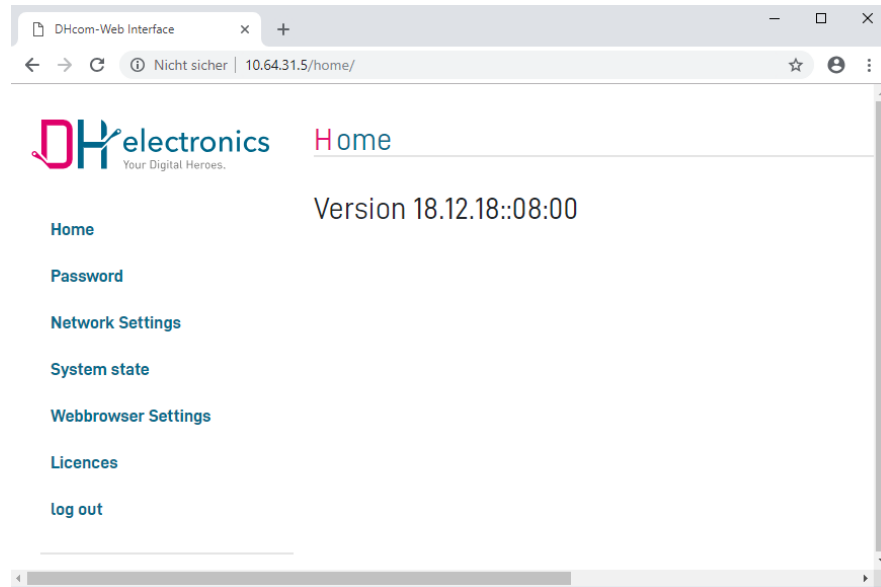 DHcom-Web Interface
Nicht sicher | 10.64.31.5/home/
DH electronics
Your Digital Heroes.
Home
Version 18.12.18::08:00
Home
Password
Network Settings
System state
Webbrowser Settings
Licences
log out